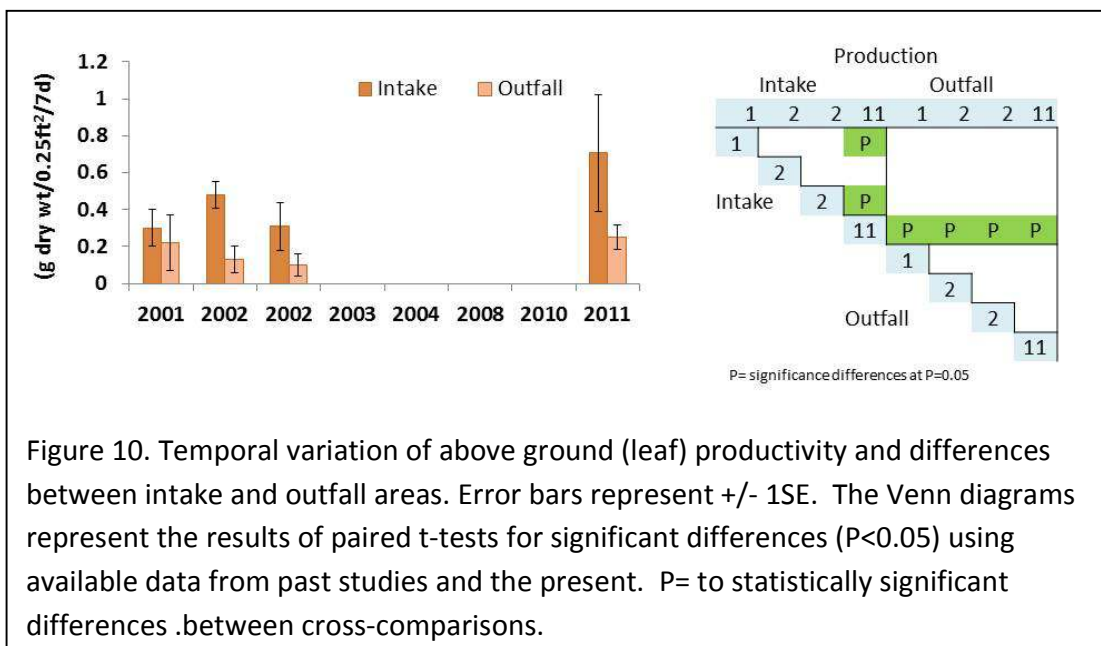 1.2
1
0.8
0.6
0.4
0.2
0
(g dry wt/0.25ft²/7d)
Intake Outfall
2001 2002 2002 2003 2004 2008 2010 2011
Production
Intake Outfall
1 2 2 11 1 2 2 11
1 P
2
Intake 2 P
11 P P P P
1
2
Outfall 2
11
P= significance differences at P=0.05
Figure 10. Temporal variation of above ground (leaf) productivity and differences
between intake and outfall areas. Error bars represent +/- 1SE. The Venn diagrams
represent the results of paired t-tests for significant differences (P<0.05) using
available data from past studies and the present. P= to statistically significant
differences .between cross-comparisons.